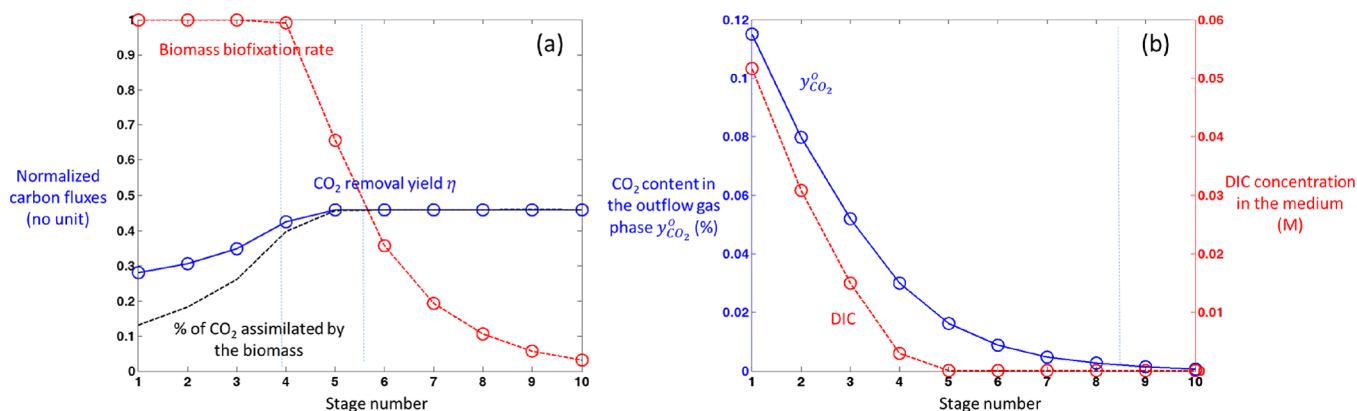 (a)
Biomass biofixation rate
Normalized
carbon fluxes
(no unit)
CO₂ removal yield η
% of CO₂ assimilated by
the biomass
1
0.9
0.8
0.7
0.6
0.5
0.4
0.3
0.2
0.1
0
1 2 3 4 5 6 7 8 9 10
Stage number
(b)
y°CO₂
CO₂ content in
the outflow gas
phase y°CO₂ (%)
DIC
DIC concentration
in the medium
(M)
0.12
0.1
0.08
0.06
0.04
0.02
0
0.06
0.05
0.04
0.03
0.02
0.01
0
1 2 3 4 5 6 7 8 9 10
Stage number